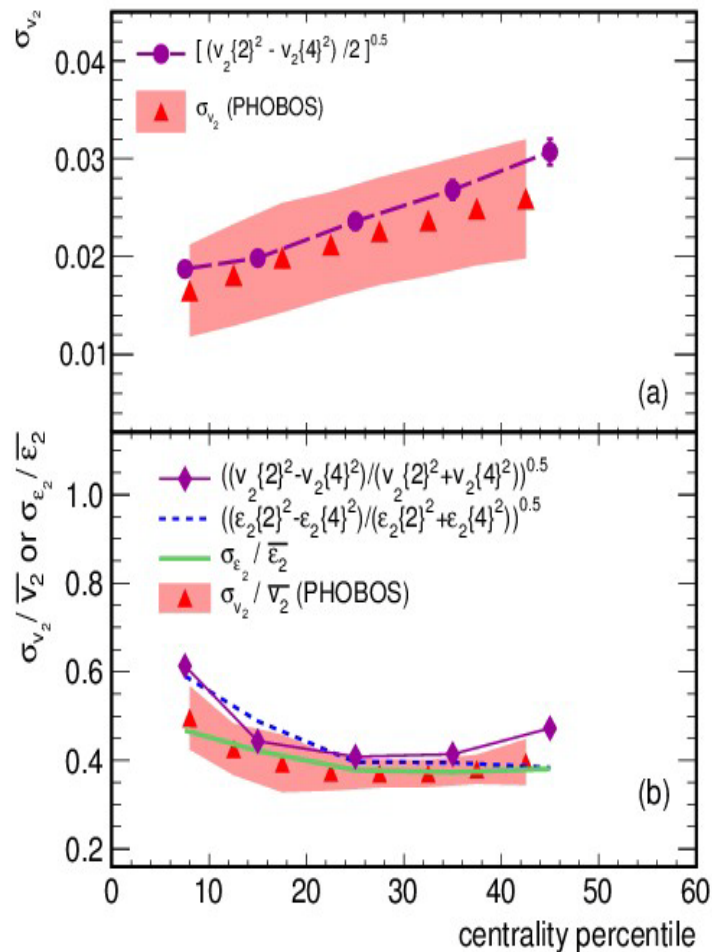 σ_{v_2}
0.04
0.03
0.02
0.01
[ (v_2{2}² - v_2{4}²) /2 ]^{0.5}
σ_{v_2} (PHOBOS)
(a)
σ_{v_2} / \overline{v_2} or σ_{ε_2} / \overline{ε_2}
1.0
0.8
0.6
0.4
0.2
((v_2{2}²-v_2{4}²)/(v_2{2}²+v_2{4}²))^{0.5}
((ε_2{2}²-ε_2{4}²)/(ε_2{2}²+ε_2{4}²))^{0.5}
σ_{ε_2} / \overline{ε_2}
σ_{v_2} / \overline{v_2} (PHOBOS)
(b)
0 10 20 30 40 50 60
centrality percentile